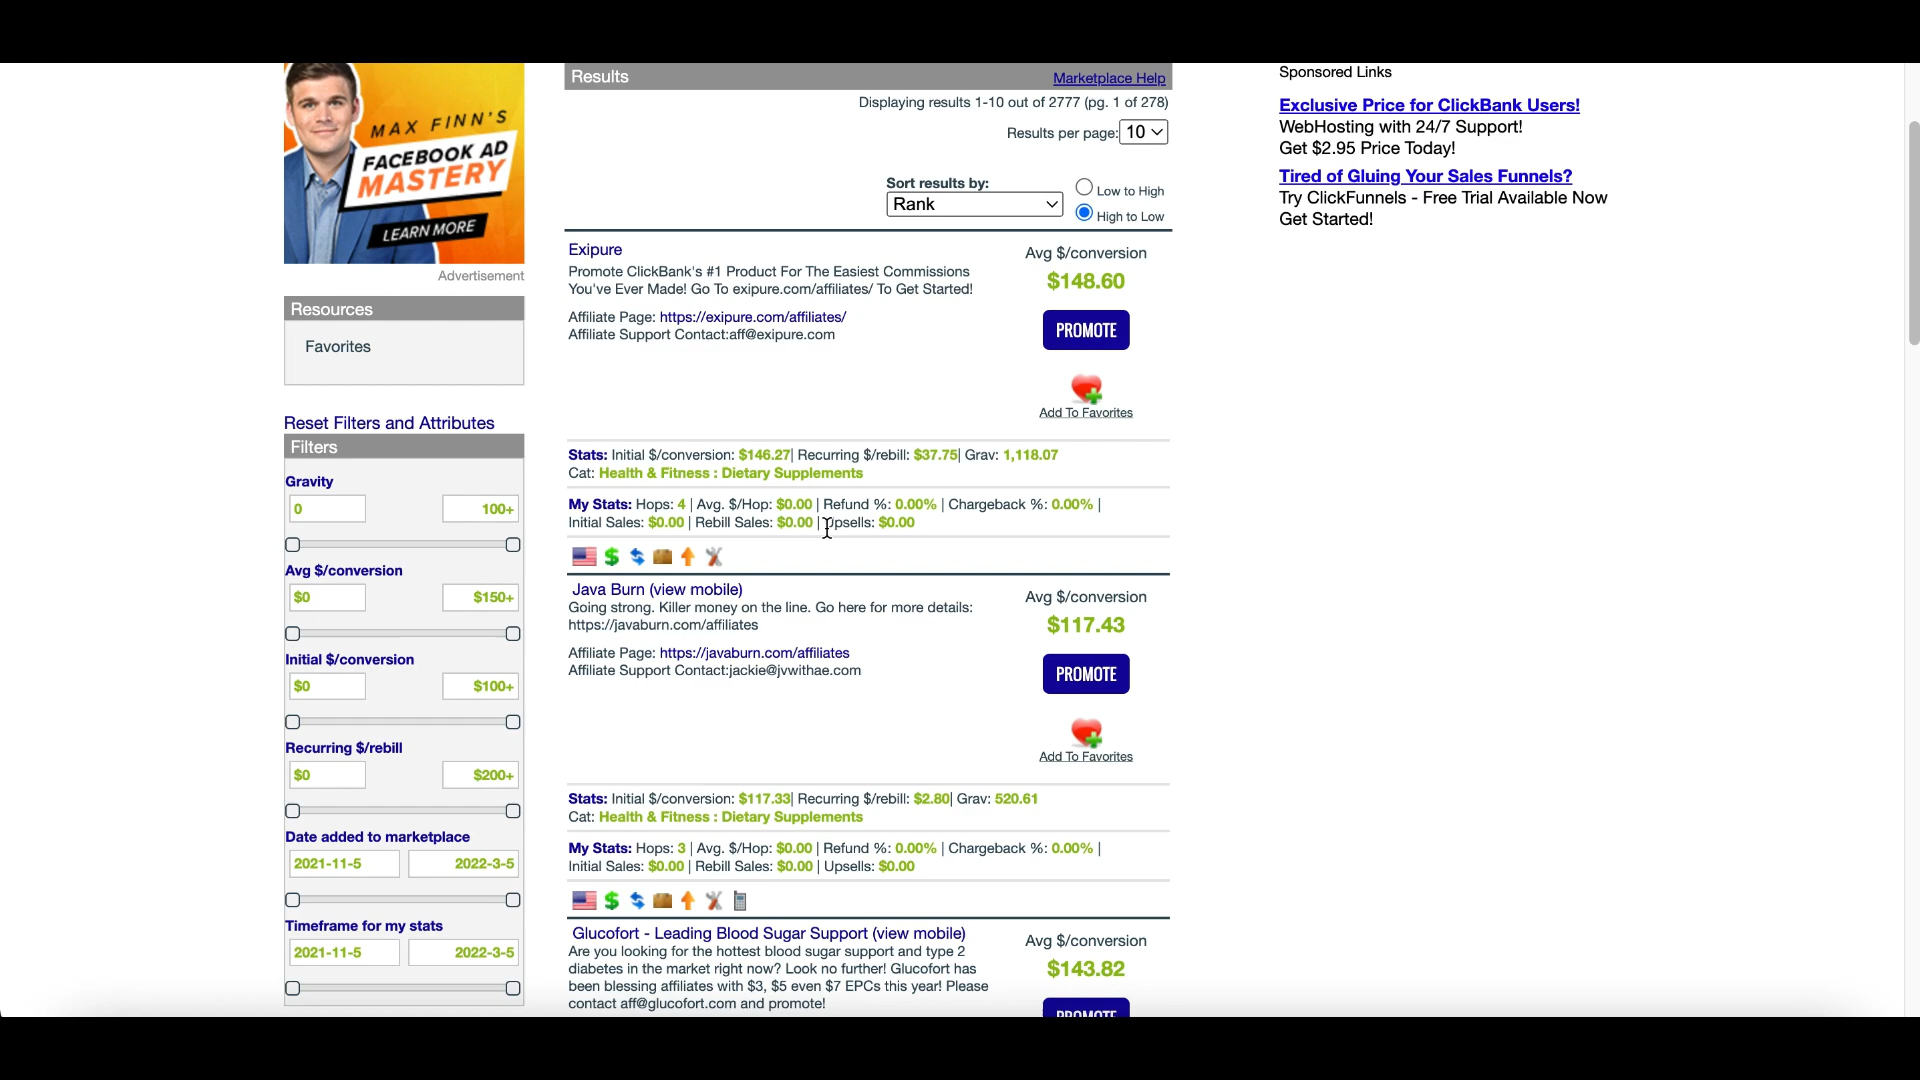 MAX FINN'S
FACEBOOK AD
MASTERY
LEARN MORE
Advertisement
Resources
Favorites
Reset Filters and Attributes
Filters
Gravity
0 100+
Avg $/conversion
$0 $150+
Initial $/conversion
$0 $100+
Recurring $/rebill
$0 $200+
Date added to marketplace
2021-11-5 2022-3-5
Timeframe for my stats
2021-11-5 2022-3-5
Results Marketplace Help
Displaying results 1-10 out of 2777 (pg. 1 of 278)
Results per page: 10
Sort results by:
Rank
Low to High
High to Low
Exipure
Promote ClickBank's #1 Product For The Easiest Commissions
You've Ever Made! Go To exipure.com/affiliates/ To Get Started!
Affiliate Page: https://exipure.com/affiliates/
Affiliate Support Contact:aff@exipure.com
Avg $/conversion
$148.60
PROMOTE
Add To Favorites
Stats: Initial $/conversion: $146.27| Recurring $/rebill: $37.75| Grav: 1,118.07
Cat: Health & Fitness : Dietary Supplements
My Stats: Hops: 4 | Avg. $/Hop: $0.00 | Refund %: 0.00% | Chargeback %: 0.00% |
Initial Sales: $0.00 | Rebill Sales: $0.00 | Upsells: $0.00
Java Burn (view mobile)
Going strong. Killer money on the line. Go here for more details:
https://javaburn.com/affiliates
Affiliate Page: https://javaburn.com/affiliates
Affiliate Support Contact:jackie@jvwithae.com
Avg $/conversion
$117.43
PROMOTE
Add To Favorites
Stats: Initial $/conversion: $117.33| Recurring $/rebill: $2.80| Grav: 520.61
Cat: Health & Fitness : Dietary Supplements
My Stats: Hops: 3 | Avg. $/Hop: $0.00 | Refund %: 0.00% | Chargeback %: 0.00% |
Initial Sales: $0.00 | Rebill Sales: $0.00 | Upsells: $0.00
Glucofort - Leading Blood Sugar Support (view mobile)
Are you looking for the hottest blood sugar support and type 2
diabetes in the market right now? Look no further! Glucofort has
been blessing affiliates with $3, $5 even $7 EPCs this year! Please
contact aff@glucofort.com and promote!
Avg $/conversion
$143.82
PROMOTE
Sponsored Links
Exclusive Price for ClickBank Users!
WebHosting with 24/7 Support!
Get $2.95 Price Today!
Tired of Gluing Your Sales Funnels?
Try ClickFunnels - Free Trial Available Now
Get Started!